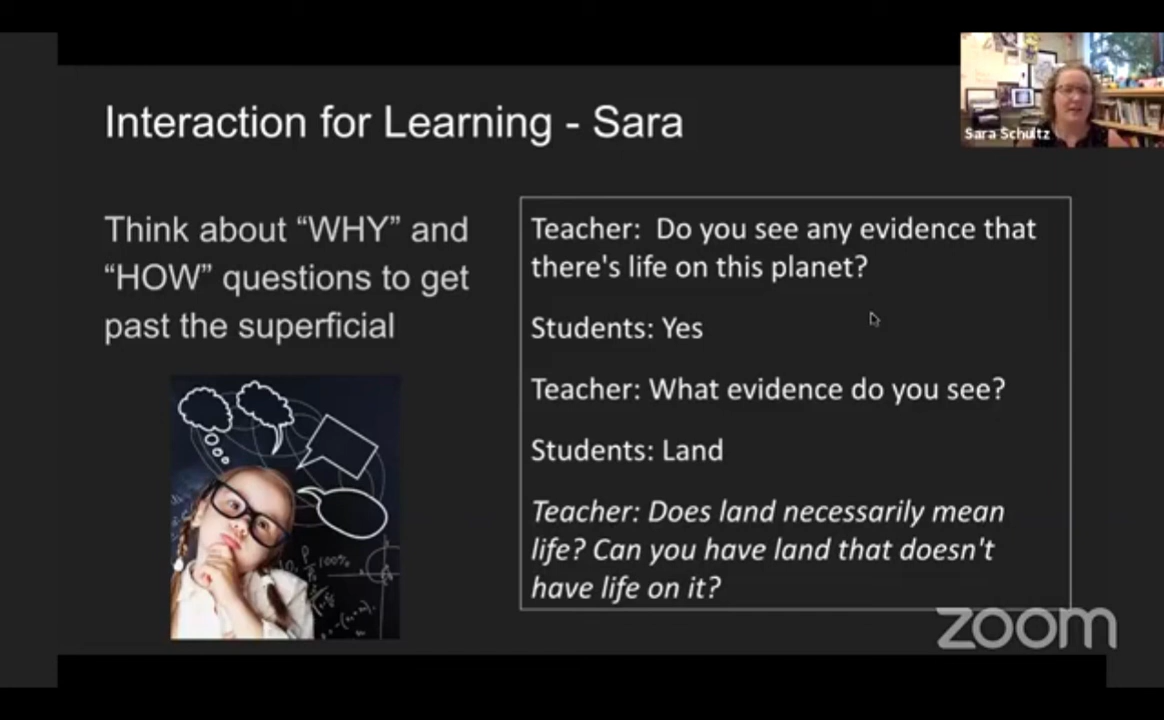 Interaction for Learning - Sara
Sara Schultz
Think about “WHY” and
“HOW” questions to get
past the superficial
Teacher:  Do you see any evidence that
there's life on this planet?
Students: Yes
Teacher: What evidence do you see?
Students: Land
Teacher: Does land necessarily mean
life? Can you have land that doesn't
have life on it?
100%
zoom